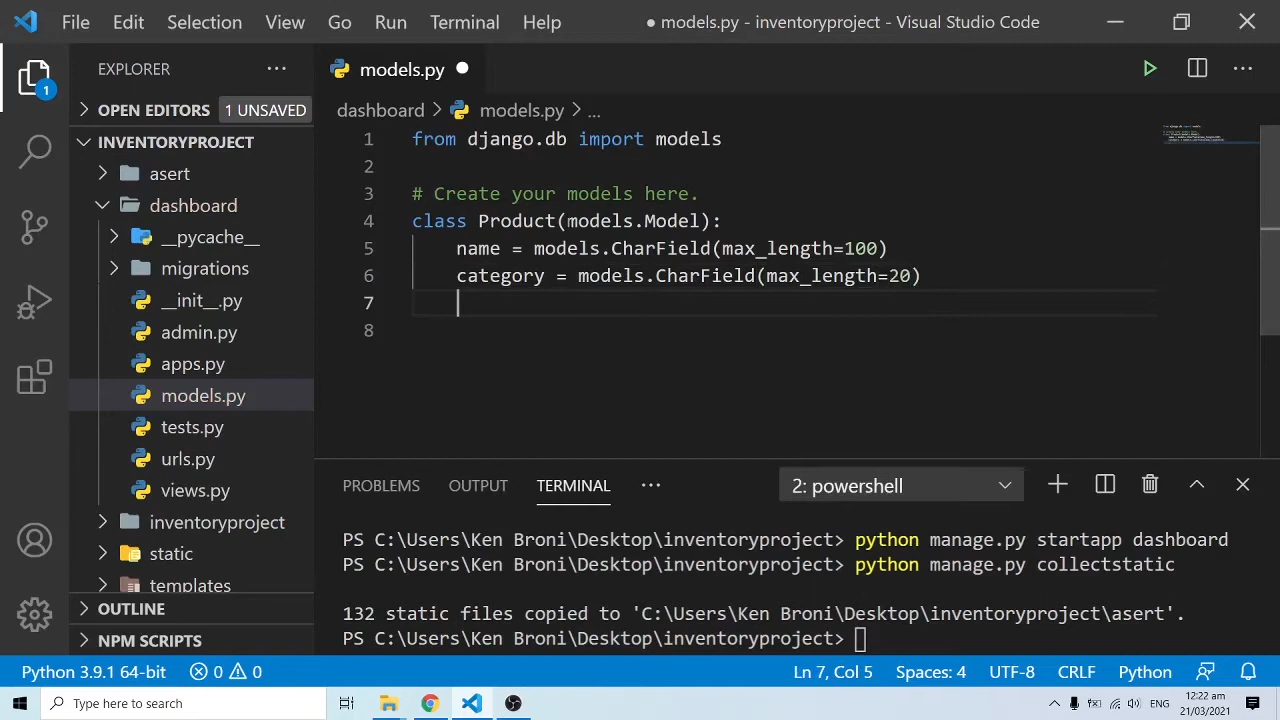 File Edit Selection View Go Run Terminal Help
● models.py - inventoryproject - Visual Studio Code
EXPLORER
1
OPEN EDITORS 1 UNSAVED
INVENTORYPROJECT
asert
dashboard
__pycache__
migrations
__init__.py
admin.py
apps.py
models.py
tests.py
urls.py
views.py
inventoryproject
static
templates
OUTLINE
NPM SCRIPTS
models.py
dashboard > models.py > ...
1 from django.db import models
2
3 # Create your models here.
4 class Product(models.Model):
5 name = models.CharField(max_length=100)
6 category = models.CharField(max_length=20)
7
8
PROBLEMS OUTPUT TERMINAL
2: powershell
PS C:\Users\Ken Broni\Desktop\inventoryproject> python manage.py startapp dashboard
PS C:\Users\Ken Broni\Desktop\inventoryproject> python manage.py collectstatic
132 static files copied to 'C:\Users\Ken Broni\Desktop\inventoryproject\asert'.
PS C:\Users\Ken Broni\Desktop\inventoryproject>
Python 3.9.1 64-bit 0 0 Ln 7, Col 5 Spaces: 4 UTF-8 CRLF Python
Type here to search
ENG
12:22 am
21/03/2021